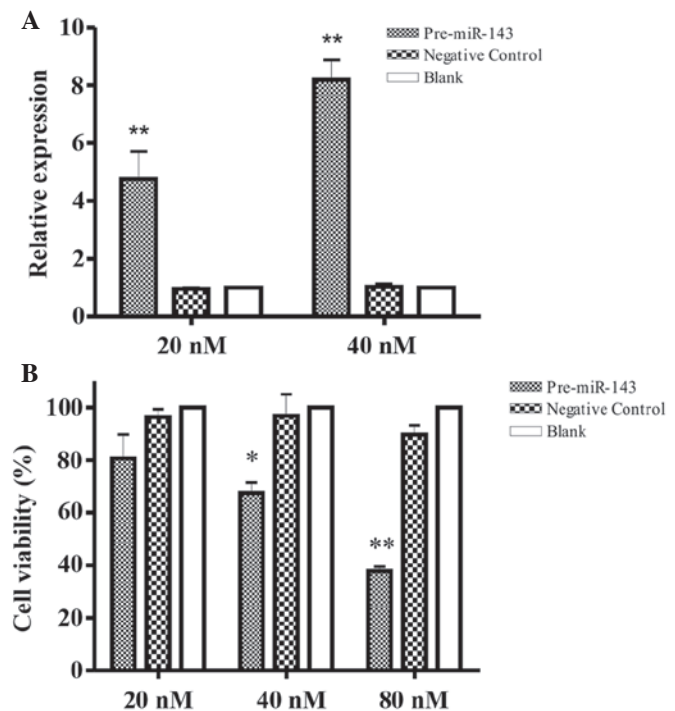 A
10
8
6
4
2
0
Relative expression
**
**
20 nM
40 nM
Pre-miR-143
Negative Control
Blank
B
100
80
60
40
20
0
Cell viability (%)
*
**
20 nM
40 nM
80 nM
Pre-miR-143
Negative Control
Blank